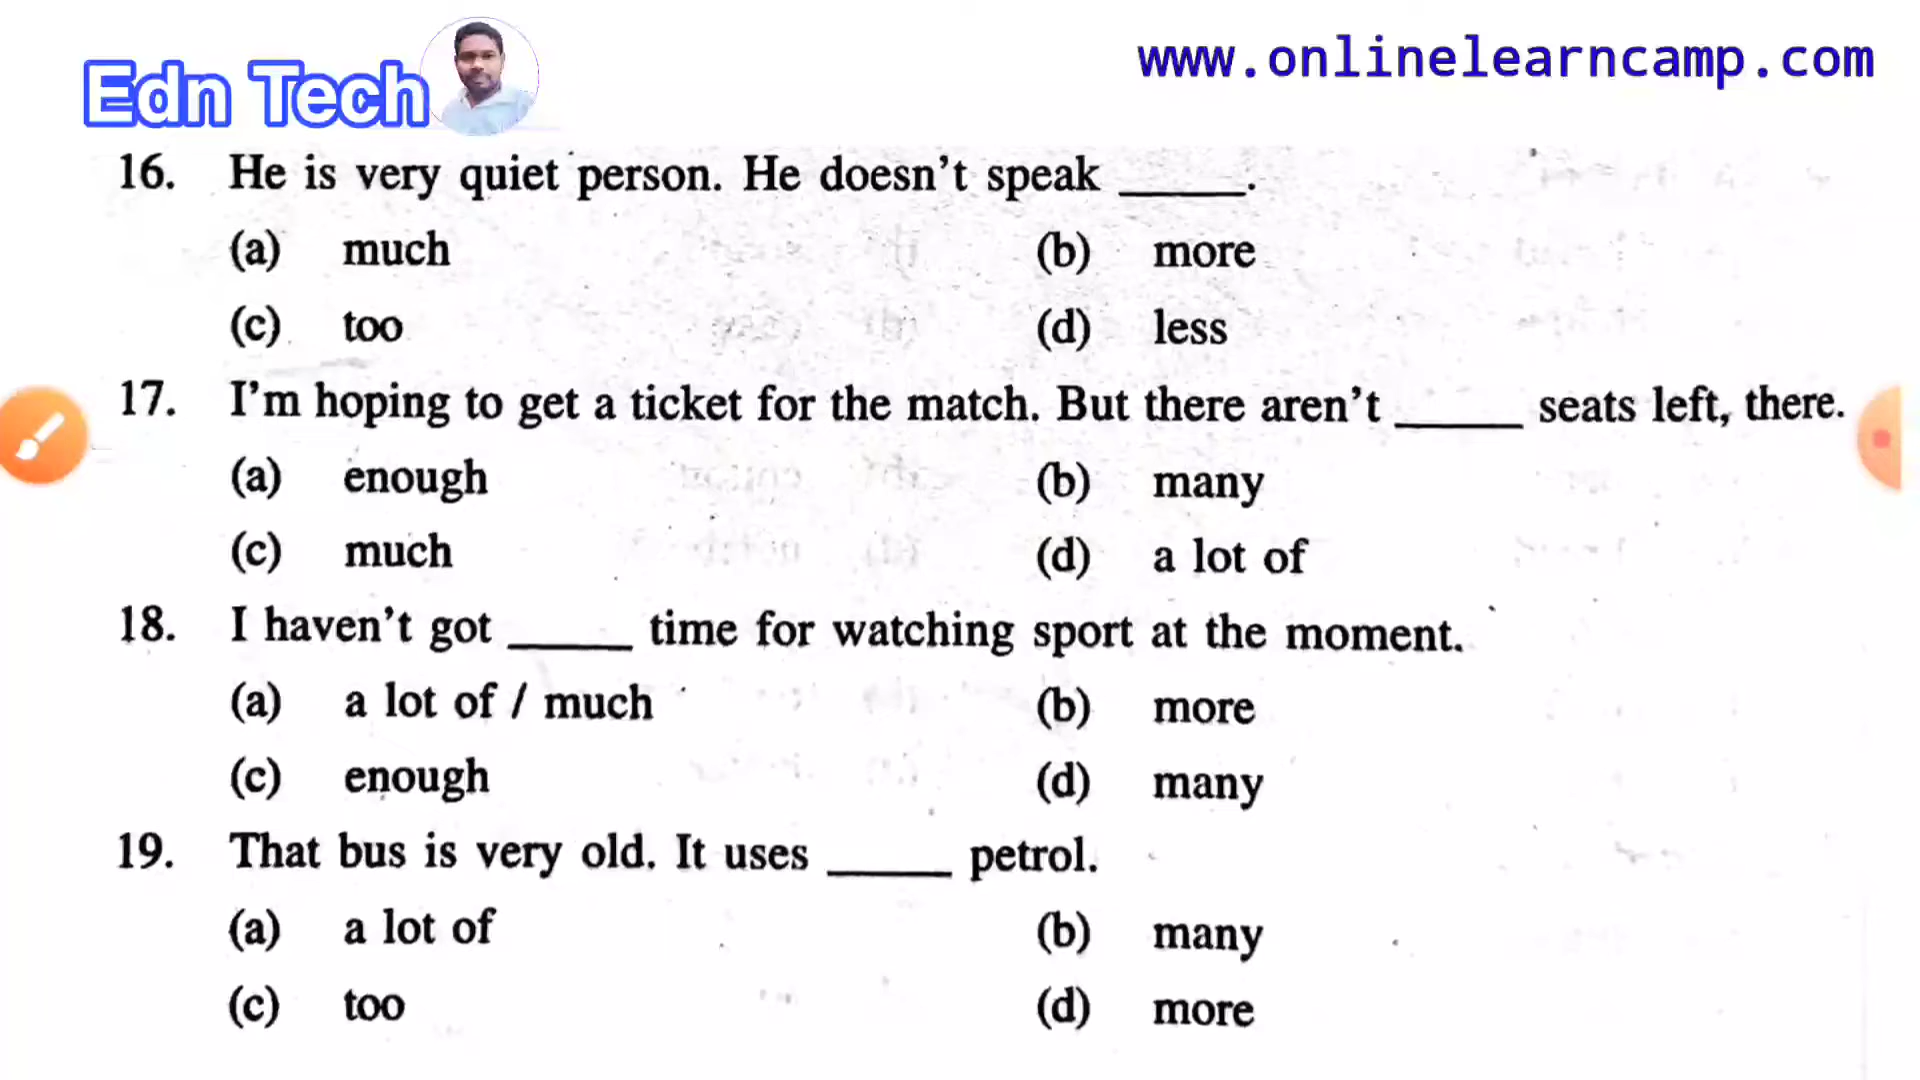 Edn Tech
www.onlinelearncamp.com
16. He is very quiet person. He doesn't speak _____.
(a) much (b) more
(c) too (d) less
17. I'm hoping to get a ticket for the match. But there aren't _____ seats left, there.
(a) enough (b) many
(c) much (d) a lot of
18. I haven't got _____ time for watching sport at the moment.
(a) a lot of / much (b) more
(c) enough (d) many
19. That bus is very old. It uses _____ petrol.
(a) a lot of (b) many
(c) too (d) more